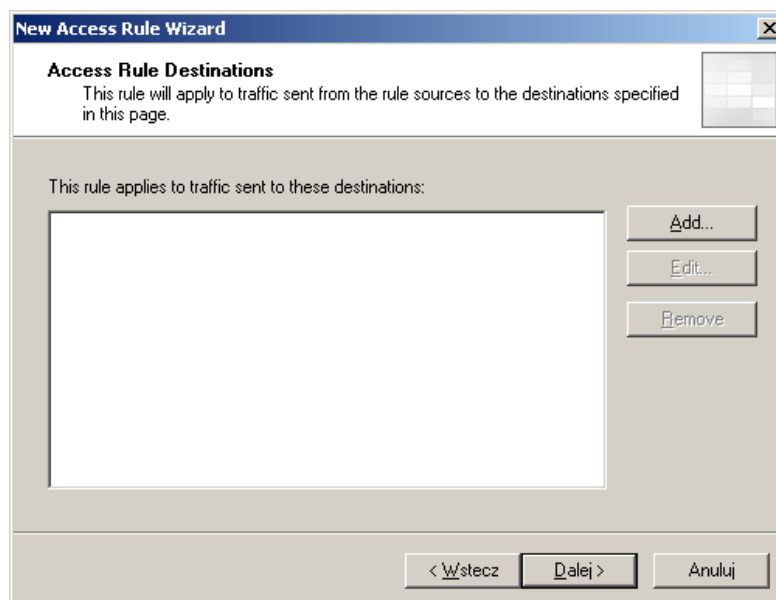 New Access Rule Wizard
Access Rule Destinations
This rule will apply to traffic sent from the rule sources to the destinations specified
in this page.
This rule applies to traffic sent to these destinations:
Add...
Edit...
Remove
< Wstecz
Dalej >
Anuluj